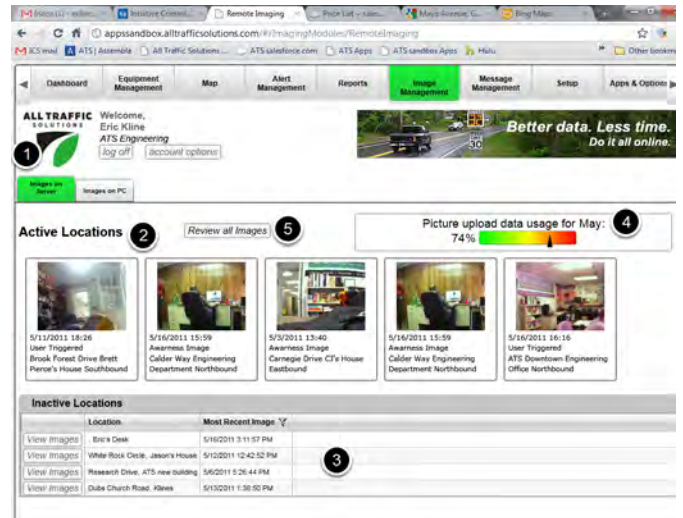 Remote Imaging
Price List
appssandbox.alltrafficsolutions.com/#/ImagingModules/RemoteImaging
ICS mail ATS | Assemble All Traffic Solutions ATS salesforce.com ATS Apps ATS sandbox Apps Hulu Other bookm
Dashboard Equipment Management Map Alert Management Reports Image Management Message Management Setup Apps & Options
ALL TRAFFIC SOLUTIONS
Welcome,
Eric Kline
ATS Engineering
log off account options
Better data. Less time.
Do it all online.
1
Images on Server Images on PC
Active Locations 2 Review all Images 5
Picture upload data usage for May: 4
74%
5/11/2011 18:26
User Triggered
Brook Forest Drive Brett
Pierce's House Southbound
5/16/2011 15:59
Awarness Image
Calder Way Engineering
Department Northbound
5/3/2011 13:40
Awarness Image
Carnegie Drive CJ's House
Eastbound
5/16/2011 15:59
Awarness Image
Calder Way Engineering
Department Northbound
5/16/2011 16:16
User Triggered
ATS Downtown Engineering
Office Northbound
Inactive Locations
Location Most Recent Image
View Images , Eric's Desk 5/16/2011 3:11:57 PM
View Images White Rock Circle, Jason's House 5/12/2011 12:42:52 PM
View Images Research Drive, ATS new building 5/6/2011 5:26:44 PM
View Images Dubs Church Road, Klines 5/13/2011 1:38:50 PM
3